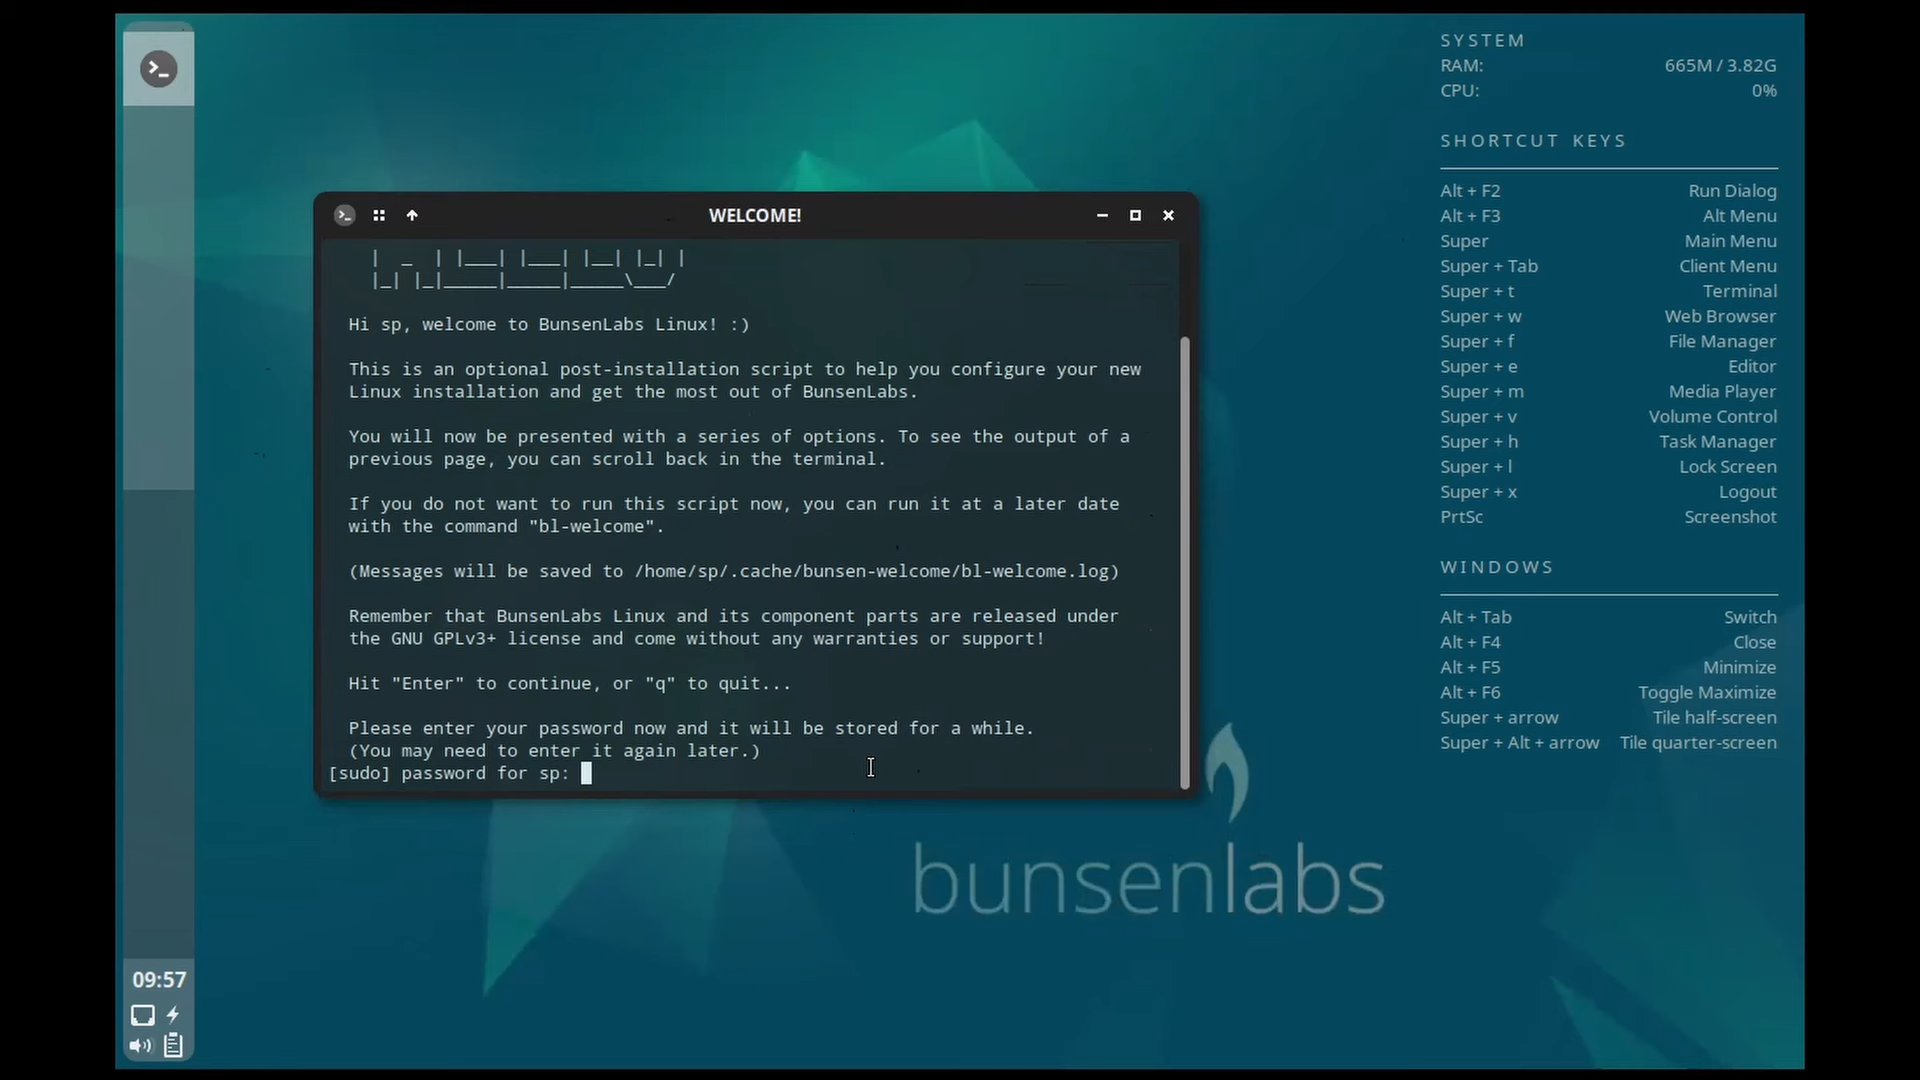 WELCOME!
Hi sp, welcome to BunsenLabs Linux! :)
This is an optional post-installation script to help you configure your new
Linux installation and get the most out of BunsenLabs.
You will now be presented with a series of options. To see the output of a
previous page, you can scroll back in the terminal.
If you do not want to run this script now, you can run it at a later date
with the command "bl-welcome".
(Messages will be saved to /home/sp/.cache/bunsen-welcome/bl-welcome.log)
Remember that BunsenLabs Linux and its component parts are released under
the GNU GPLv3+ license and come without any warranties or support!
Hit "Enter" to continue, or "q" to quit...
Please enter your password now and it will be stored for a while.
(You may need to enter it again later.)
[sudo] password for sp:
SYSTEM
RAM: 665M / 3.82G
CPU: 0%
SHORTCUT KEYS
Alt + F2 Run Dialog
Alt + F3 Alt Menu
Super Main Menu
Super + Tab Client Menu
Super + t Terminal
Super + w Web Browser
Super + f File Manager
Super + e Editor
Super + m Media Player
Super + v Volume Control
Super + h Task Manager
Super + l Lock Screen
Super + x Logout
PrtSc Screenshot
WINDOWS
Alt + Tab Switch
Alt + F4 Close
Alt + F5 Minimize
Alt + F6 Toggle Maximize
Super + arrow Tile half-screen
Super + Alt + arrow Tile quarter-screen
bunsenlabs
09:57